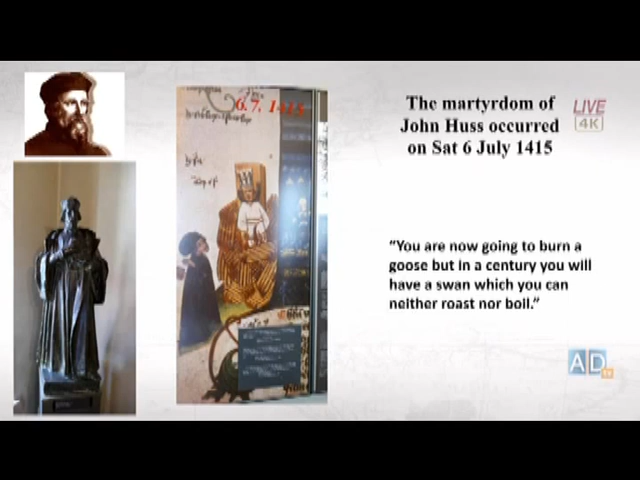 6.7. 1415
The martyrdom of
John Huss occurred
on Sat 6 July 1415
LIVE
4K
“You are now going to burn a
goose but in a century you will
have a swan which you can
neither roast nor boil.”
AD
TV